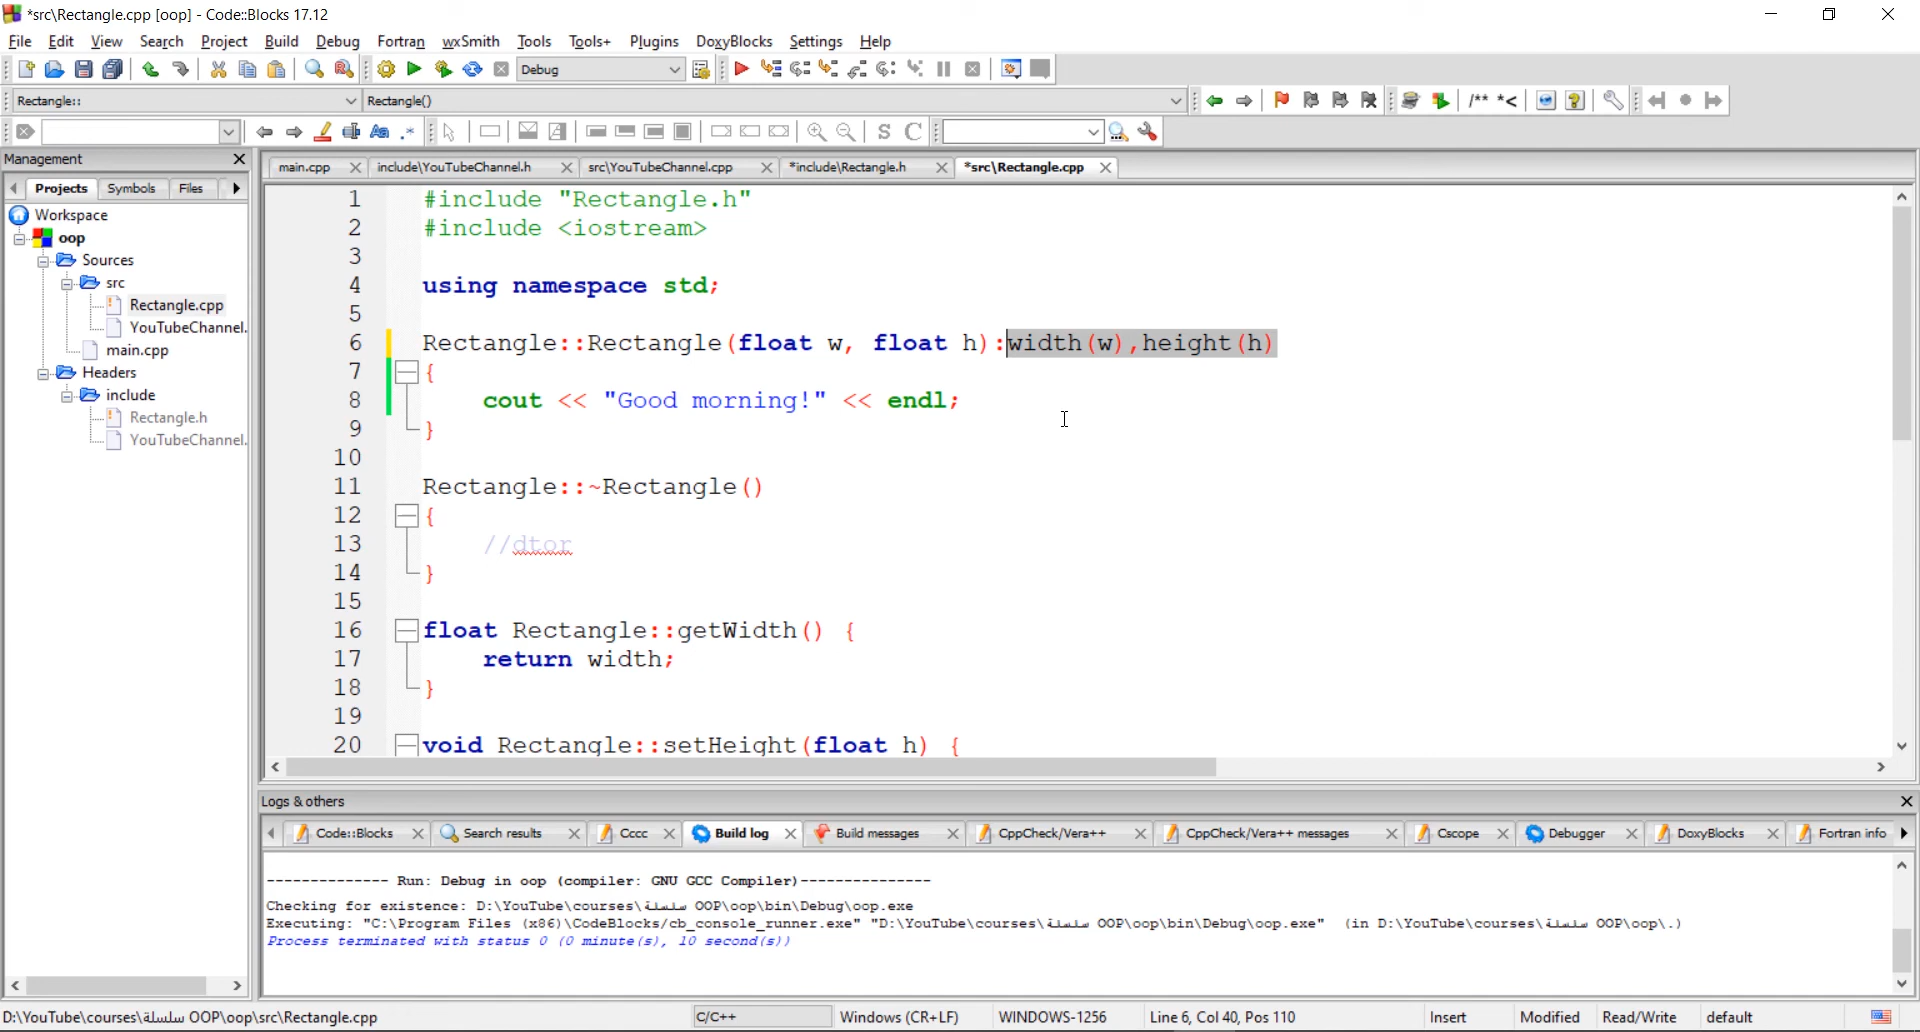 *src\Rectangle.cpp [oop] - Code::Blocks 17.12
File Edit View Search Project Build Debug Fortran wxSmith Tools Tools+ Plugins DoxyBlocks Settings Help
Debug
Rectangle:: Rectangle()
/** *<
Management
main.cpp include\YouTubeChannel.h src\YouTubeChannel.cpp *include\Rectangle.h *src\Rectangle.cpp
Projects Symbols Files
Workspace
oop
Sources
src
Rectangle.cpp
YouTubeChannel.
main.cpp
Headers
include
Rectangle.h
YouTubeChannel.
1 #include "Rectangle.h"
2 #include <iostream>
3
4 using namespace std;
5
6 Rectangle::Rectangle(float w, float h):width(w),height(h)
7 {
8 cout << "Good morning!" << endl;
9 }
10
11 Rectangle::~Rectangle()
12 {
13 //dtor
14 }
15
16 float Rectangle::getWidth() {
17 return width;
18 }
19
20 void Rectangle::setHeight(float h) {
Logs & others
Code::Blocks Search results Cccc Build log Build messages CppCheck/Vera++ CppCheck/Vera++ messages Cscope Debugger DoxyBlocks Fortran info
-------------- Run: Debug in oop (compiler: GNU GCC Compiler)---------------
Checking for existence: D:\YouTube\courses\سلسلة OOP\oop\bin\Debug\oop.exe
Executing: "C:\Program Files (x86)\CodeBlocks/cb_console_runner.exe" "D:\YouTube\courses\سلسلة OOP\oop\bin\Debug\oop.exe" (in D:\YouTube\courses\سلسلة OOP\oop\.)
Process terminated with status 0 (0 minute(s), 10 second(s))
D:\YouTube\courses\سلسلة OOP\oop\src\Rectangle.cpp C/C++ Windows (CR+LF) WINDOWS-1256 Line 6, Col 40, Pos 110 Insert Modified Read/Write default